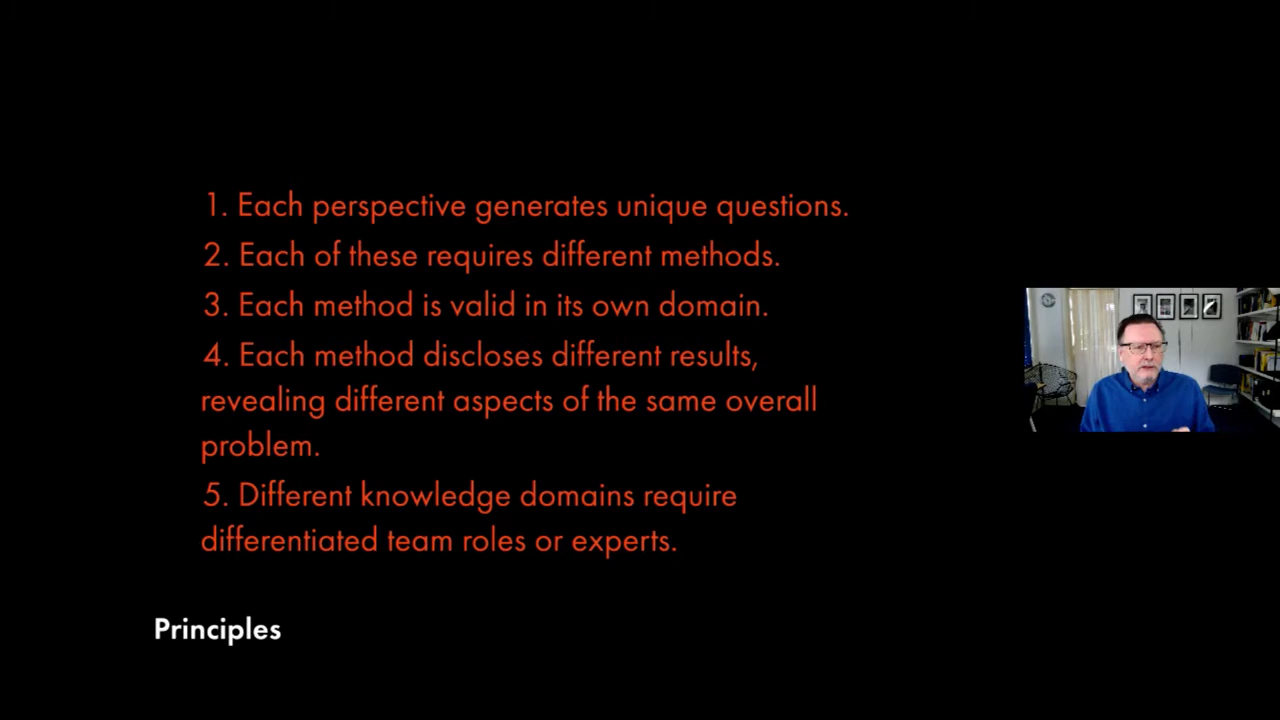 1. Each perspective generates unique questions.
2. Each of these requires different methods.
3. Each method is valid in its own domain.
4. Each method discloses different results,
revealing different aspects of the same overall
problem.
5. Different knowledge domains require
differentiated team roles or experts.
Principles